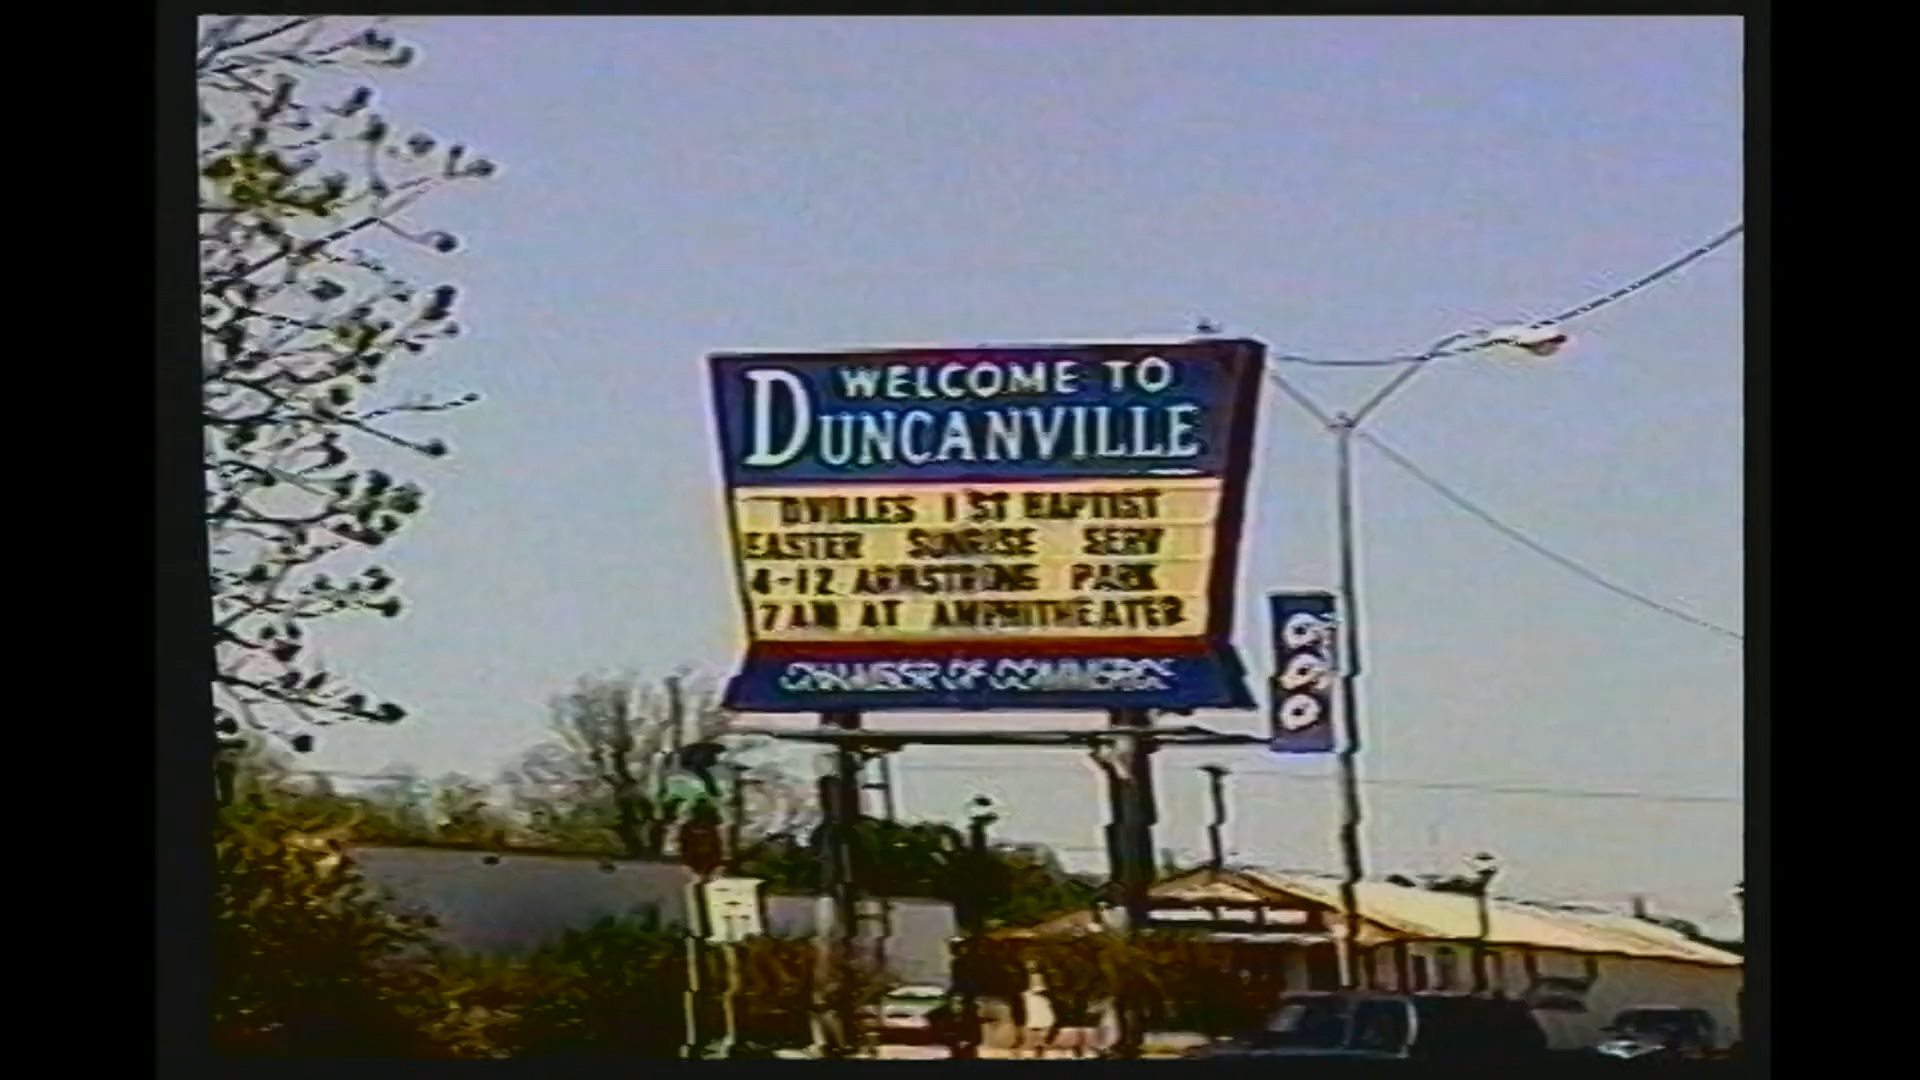 WELCOME TO
DUNCANVILLE
DVILLES 1ST BAPTIST
EASTER SUNRISE SERV
4-12 ARMSTRONG PARK
7AM AT AMPHITHEATER
CHAMBER OF COMMERCE